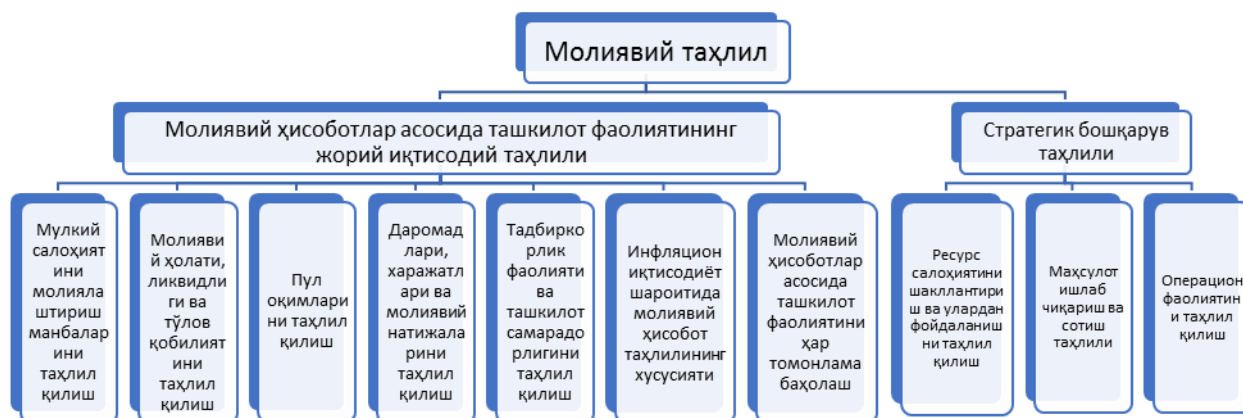 Молиявий таҳлил
Молиявий ҳисоботлар асосида ташкилот фаолиятининг
жорий иқтисодий таҳлили
Стратегик бошқарув
таҳлили
Мулкий
салоҳият
ини
молияла
штириш
манбалар
ини
таҳлил
қилиш
Молияви
й ҳолати,
ликвидли
ги ва
тўлов
қобилият
ини
таҳлил
қилиш
Пул
оқимлари
ни таҳлил
қилиш
Даромад
лари,
харажатл
ари ва
молиявий
натижала
рини
таҳлил
қилиш
Тадбирко
рлик
фаолияти
ва
ташкилот
самарадо
рлигини
таҳлил
қилиш
Инфляцион
иқтисодиёт
шароитида
молиявий
ҳисобот
таҳлилининг
хусусияти
Молиявий
ҳисоботлар
асосида
ташкилот
фаолиятини
ҳар
томонлама
баҳолаш
Ресурс
салоҳиятини
шакллантири
ш ва улардан
фойдаланиш
ни таҳлил
қилиш
Маҳсулот
ишлаб
чиқариш ва
сотиш
таҳлили
Операцион
фаолиятин
и таҳлил
қилиш